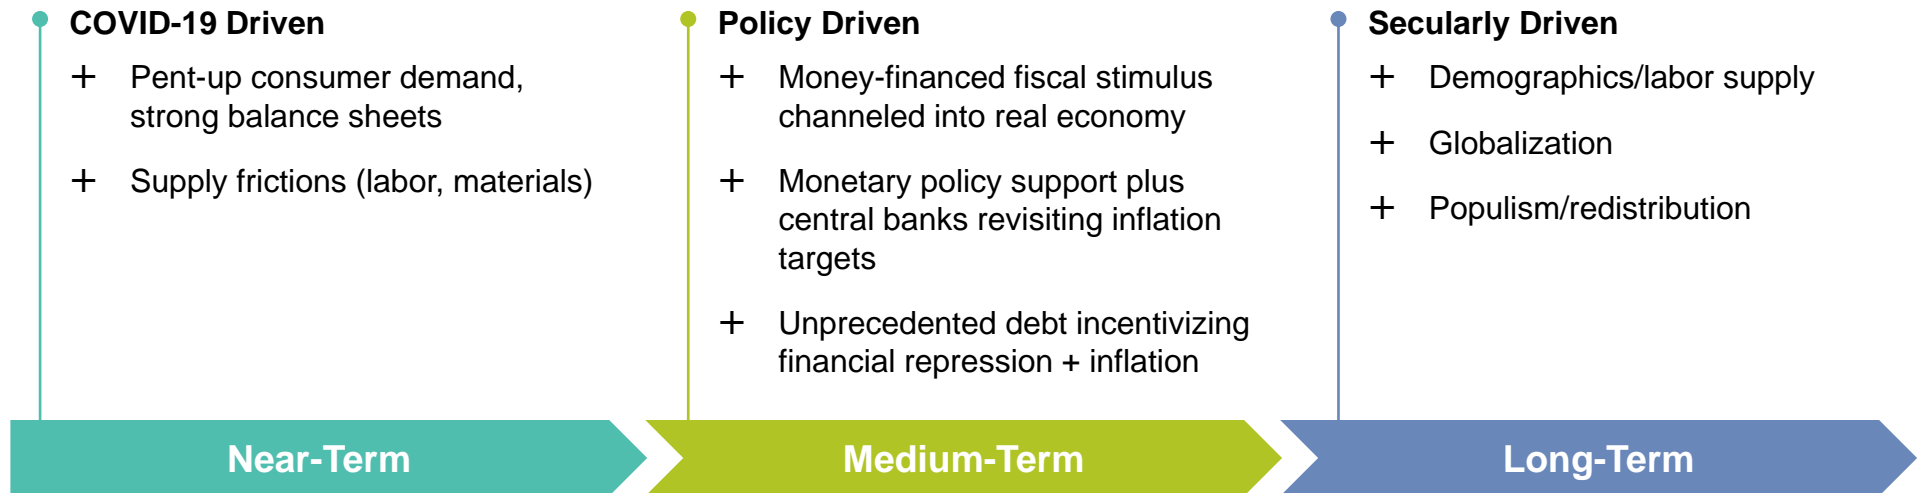 COVID-19 Driven
+ Pent-up consumer demand,
strong balance sheets
+ Supply frictions (labor, materials)
Near-Term
Policy Driven
+ Money-financed fiscal stimulus
channeled into real economy
+ Monetary policy support plus
central banks revisiting inflation
targets
+ Unprecedented debt incentivizing
financial repression + inflation
Medium-Term
Secularly Driven
+ Demographics/labor supply
+ Globalization
+ Populism/redistribution
Long-Term